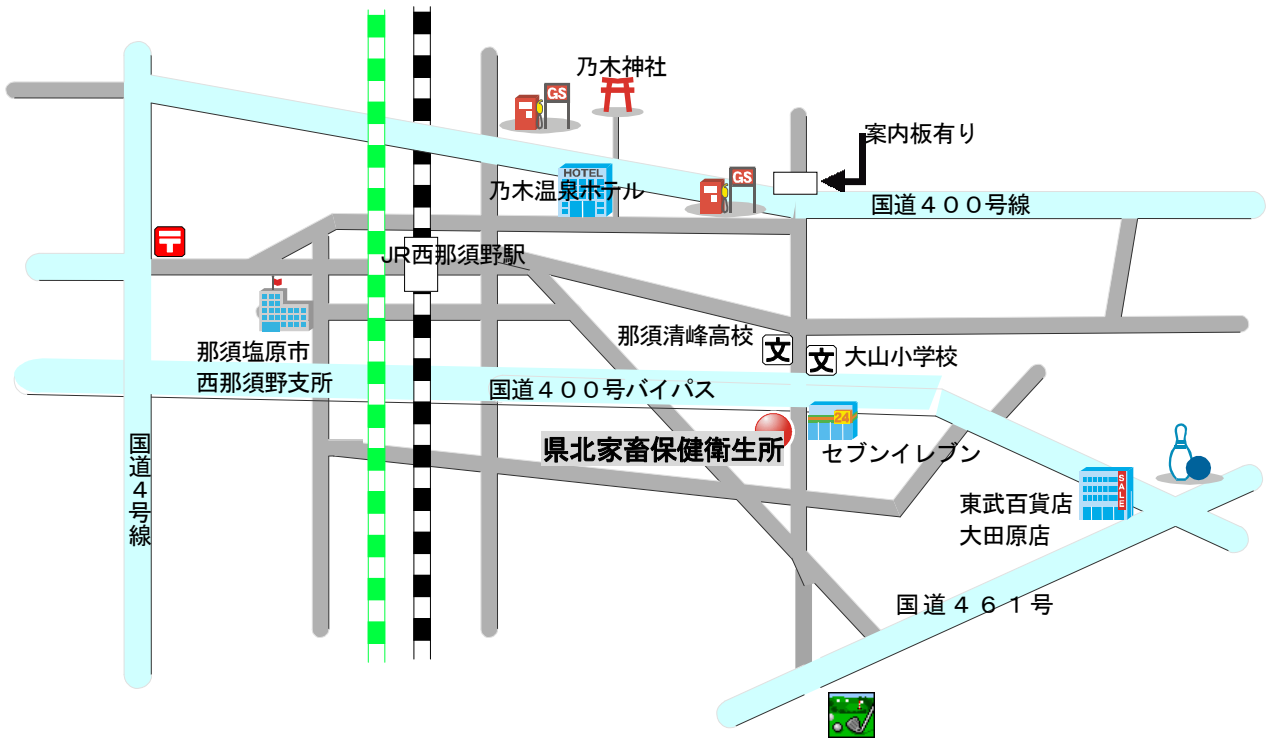 乃木神社
GS
案内板有り
HOTEL
GS
乃木温泉ホテル
国道４００号線
〒
JR西那須野駅
那須清峰高校
文
文
大山小学校
那須塩原市
西那須野支所
国道４００号バイパス
24
県北家畜保健衛生所
セブンイレブン
国道４号線
SALE
東武百貨店
大田原店
国道４６１号